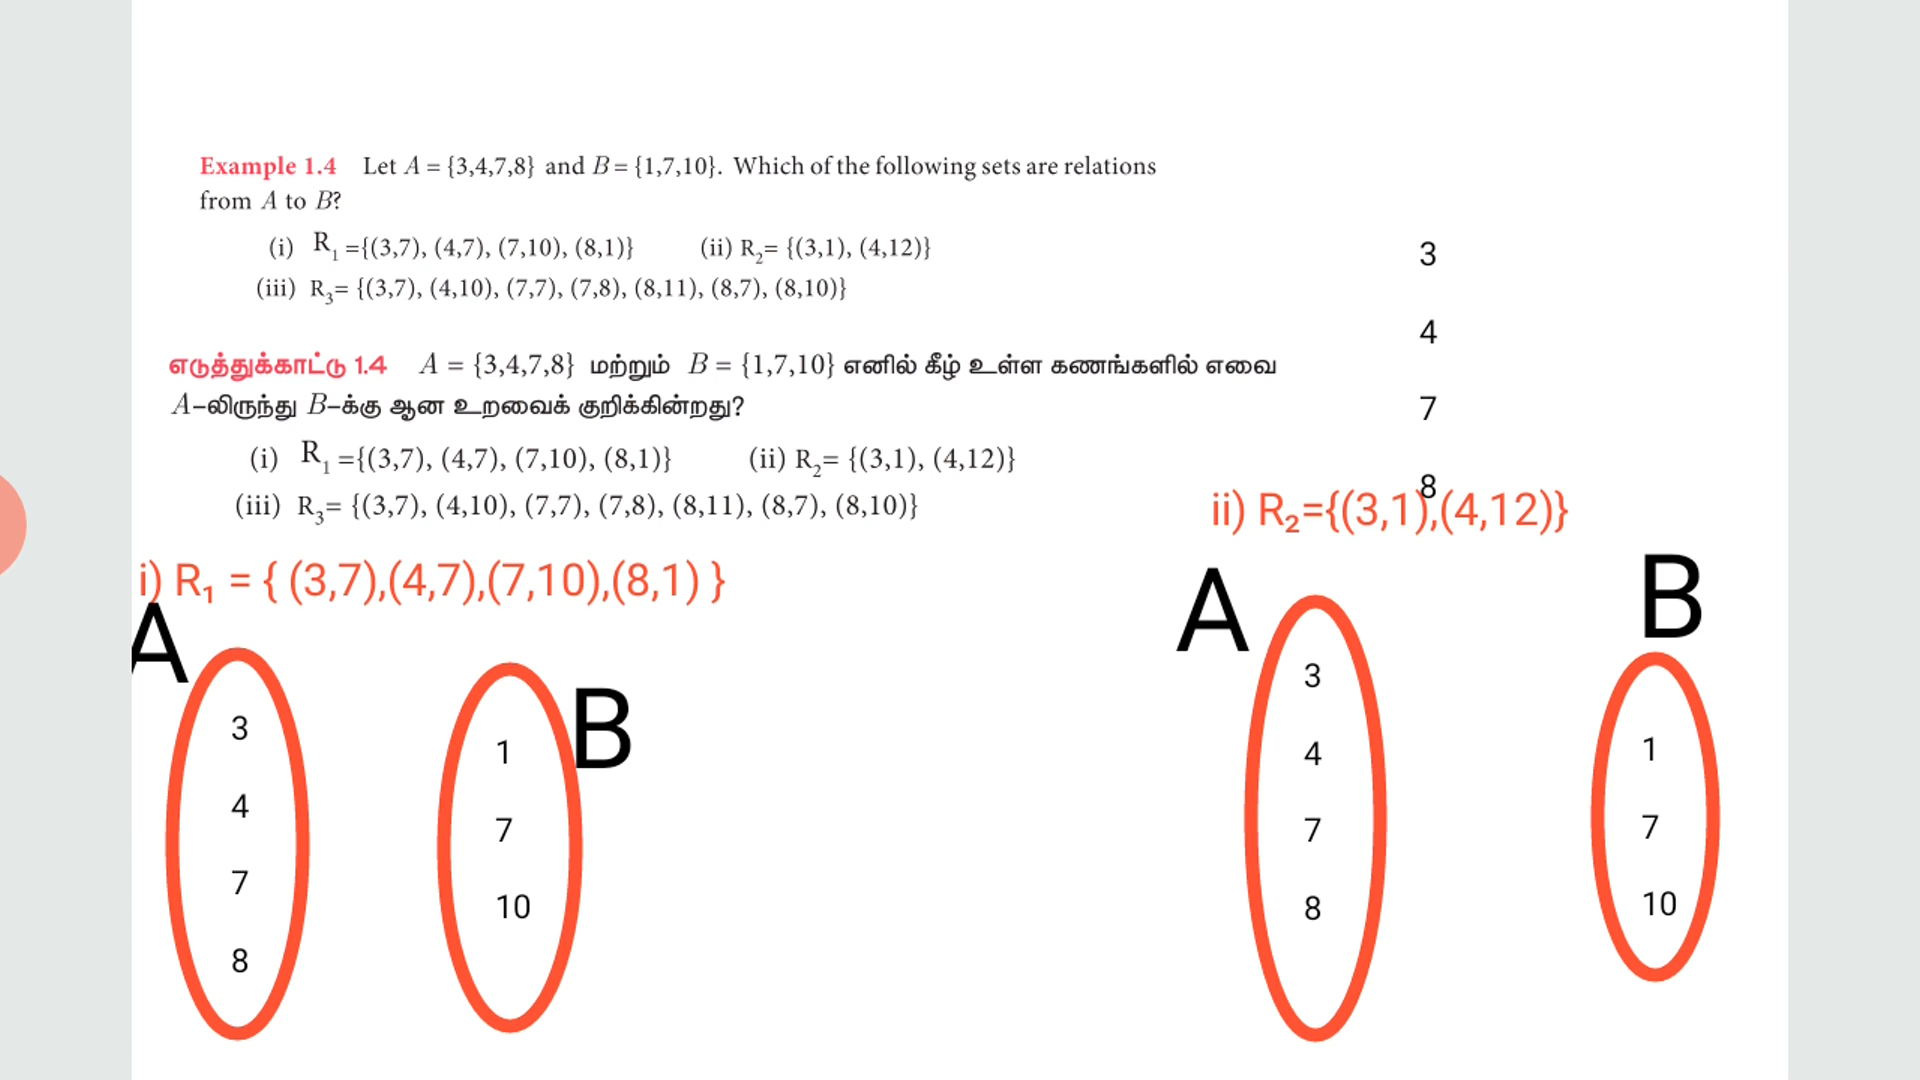 Example 1.4 Let A = {3,4,7,8} and B = {1,7,10}. Which of the following sets are relations
from A to B?
(i) R₁ ={(3,7), (4,7), (7,10), (8,1)} (ii) R₂= {(3,1), (4,12)}
(iii) R₃= {(3,7), (4,10), (7,7), (7,8), (8,11), (8,7), (8,10)}
எடுத்துக்காட்டு 1.4 A = {3,4,7,8} மற்றும் B = {1,7,10} எனில் கீழ் உள்ள கணங்களில் எவை
A-லிருந்து B-க்கு ஆன உறவைக் குறிக்கின்றது?
(i) R₁ ={(3,7), (4,7), (7,10), (8,1)} (ii) R₂= {(3,1), (4,12)}
(iii) R₃= {(3,7), (4,10), (7,7), (7,8), (8,11), (8,7), (8,10)}
3
4
7
8
i) R₁ = { (3,7),(4,7),(7,10),(8,1) }
A
3
4
7
8
B
1
7
10
ii) R₂={(3,1),(4,12)}
A
3
4
7
8
B
1
7
10